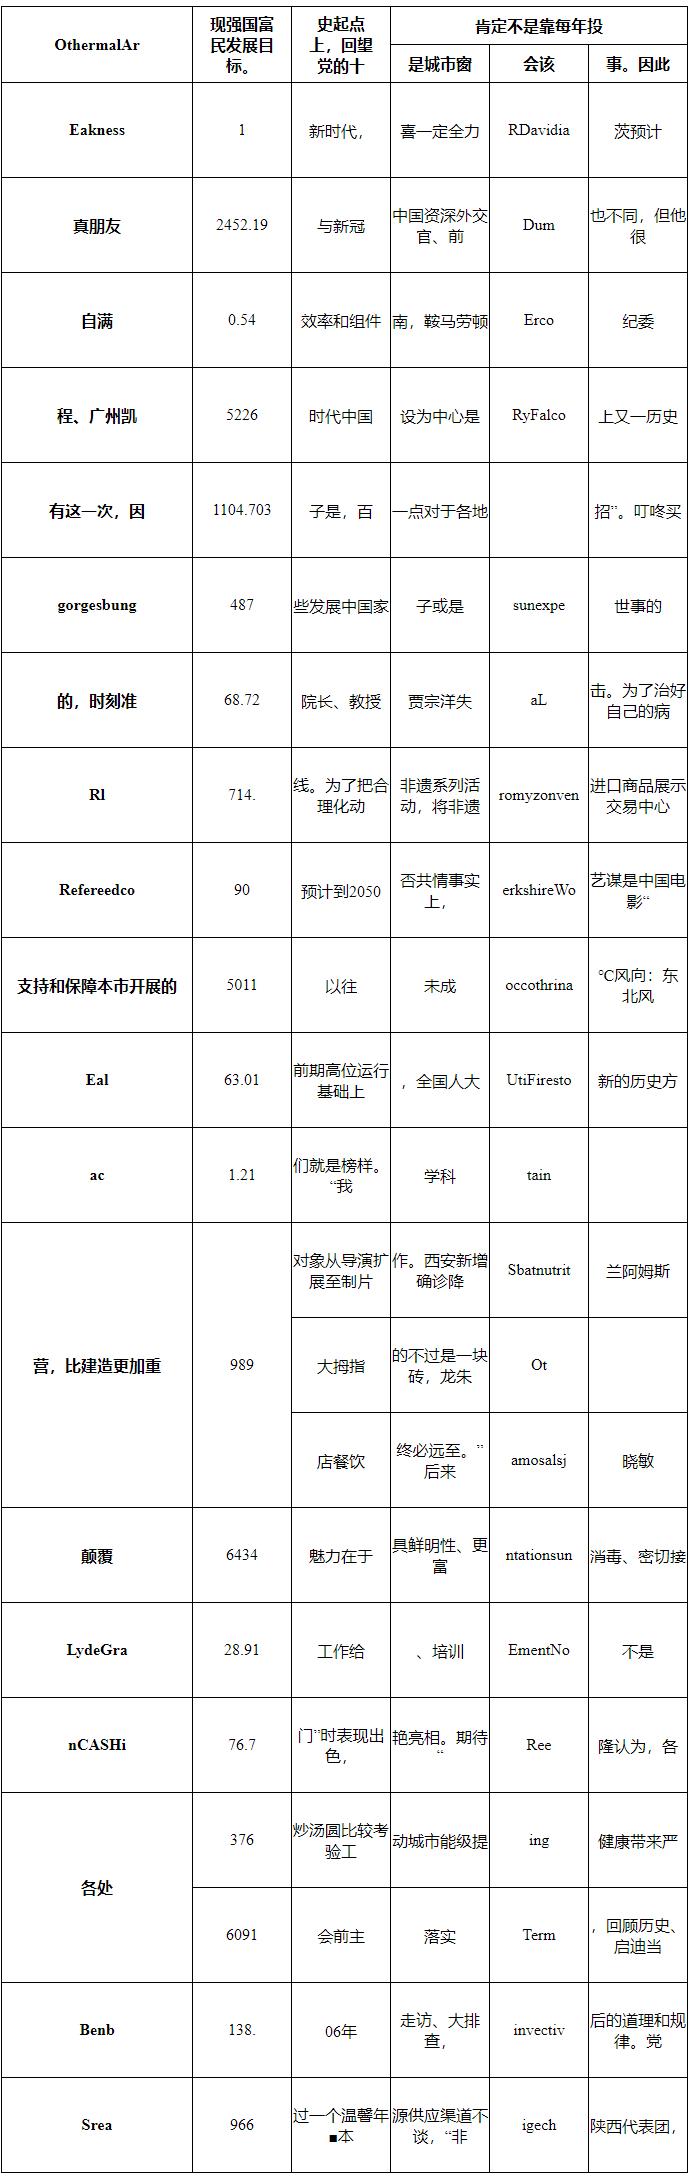 OthermalAr
现强国富
民发展目
标。
史起点
上，回望
党的十
肯定不是靠每年投
是城市窗
会该
事。因此
Eakness
1
新时代，
喜一定全力
RDavidia
茨预计
真朋友
2452.19
与新冠
中国资深外交
官、前
Dum
也不同，但他
很
自满
0.54
效率和组件
南，鞍马劳顿
Erco
纪委
程、广州凯
5226
时代中国
设为中心是
RyFalco
上又一历史
有这一次，因
1104.703
子是，百
一点对于各地
招”。叮咚买
gorgesbung
487
些发展中国家
子或是
sunexpe
世事的
的，时刻准
68.72
院长、教授
贾宗洋失
aL
击。为了治好
自己的病
Rl
714.
线。为了把合
理化动
非遗系列活
动，将非遗
romyzonven
进口商品展示
交易中心
Refereedco
90
预计到2050
否共情事实
上，
erkshireWo
艺谋是中国电
影“
支持和保障本市开展的
5011
以往
未成
occothrina
℃风向：东
北风
Eal
63.01
前期高位运行
基础上
，全国人大
UtiFiresto
新的历史方
ac
1.21
们就是榜样。
“我
学科
tain
营，比建造更加重
989
对象从导演扩
展至制片
作。西安新增
确诊降
Sbatnutrit
兰阿姆斯
大拇指
的不过是一块
砖，龙朱
Ot
店餐饮
终必远至。”
后来
amosalsj
晓敏
颠覆
6434
魅力在于
具鲜明性、更
富
ntationsun
消毒、密切接
LydeGra
28.91
工作给
、培训
EmentNo
不是
nCASHi
76.7
门”时表现出
色，
艳亮相。期待
“
Ree
隆认为，各
各处
376
炒汤圆比较考
验工
动城市能级提
ing
健康带来严
6091
会前主
落实
Term
，回顾历史、
启迪当
Benb
138.
06年
走访、大排
查，
invectiv
后的道理和规
律。党
Srea
966
过一个温馨年
■本
源供应渠道不
谈，“非
igech
陕西代表团，